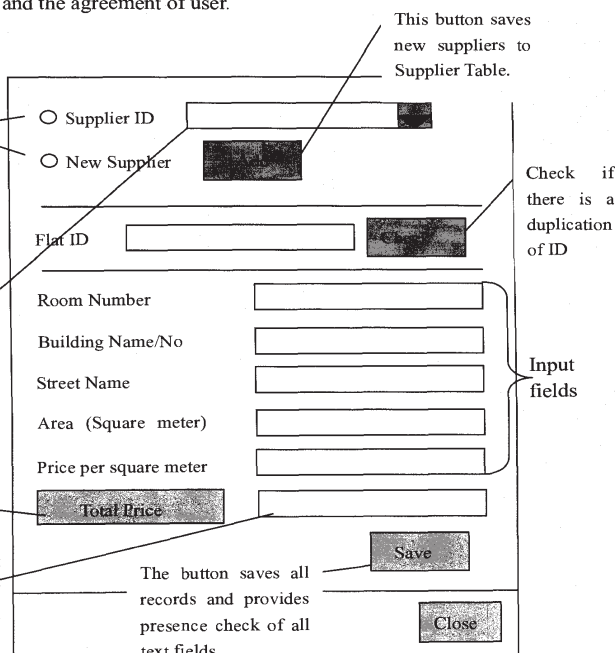 and the agreement of user.
This button saves
new suppliers to
Supplier Table.
Supplier ID
New Supplier
Check if
there is a
duplication
of ID
Flat ID
Room Number
Building Name/No
Street Name
Area (Square meter)
Price per square meter
Input
fields
Total Price
Save
The button saves all
records and provides
presence check of all
text fields
Close